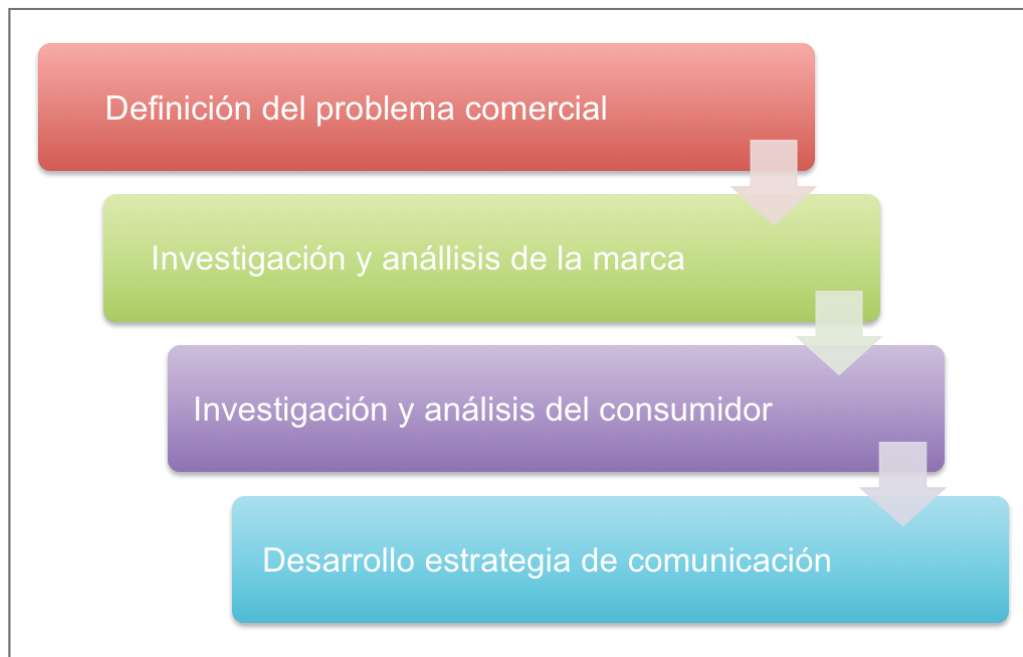 Definición del problema comercial
Investigación y anállisis de la marca
Investigación y análisis del consumidor
Desarrollo estrategia de comunicación